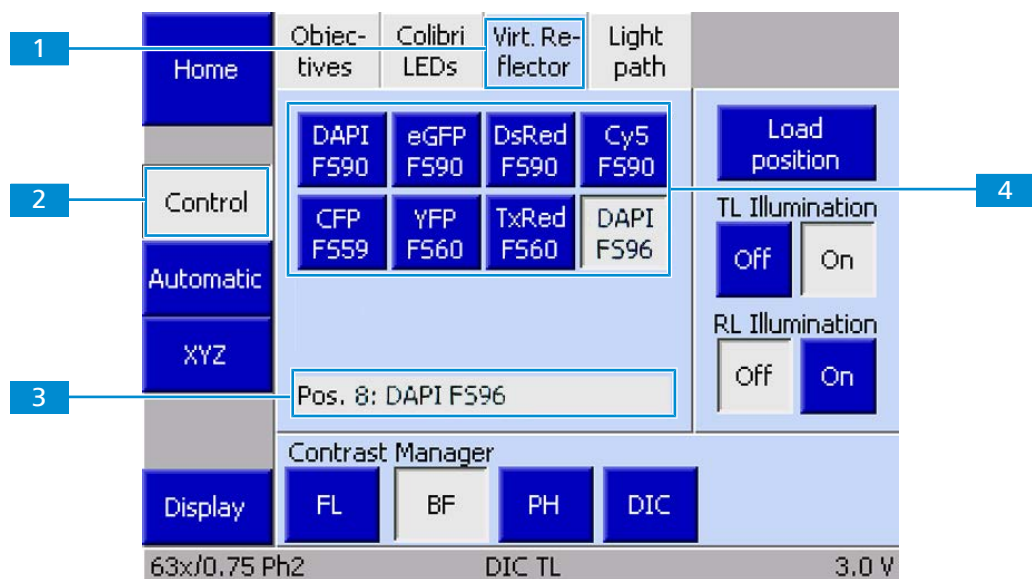 1
Home
Objec-
tives
Colibri
LEDs
Virt. Re-
flector
Light
path
DAPI
FS90
eGFP
FS90
DsRed
FS90
Cy5
FS90
Load
position
2
Control
4
CFP
FS59
YFP
FS60
TxRed
FS60
DAPI
FS96
TL Illumination
Off
On
Automatic
XYZ
RL Illumination
Off
On
3
Pos. 8: DAPI FS96
Contrast Manager
Display
FL
BF
PH
DIC
63x/0.75 Ph2
DIC TL
3.0 V